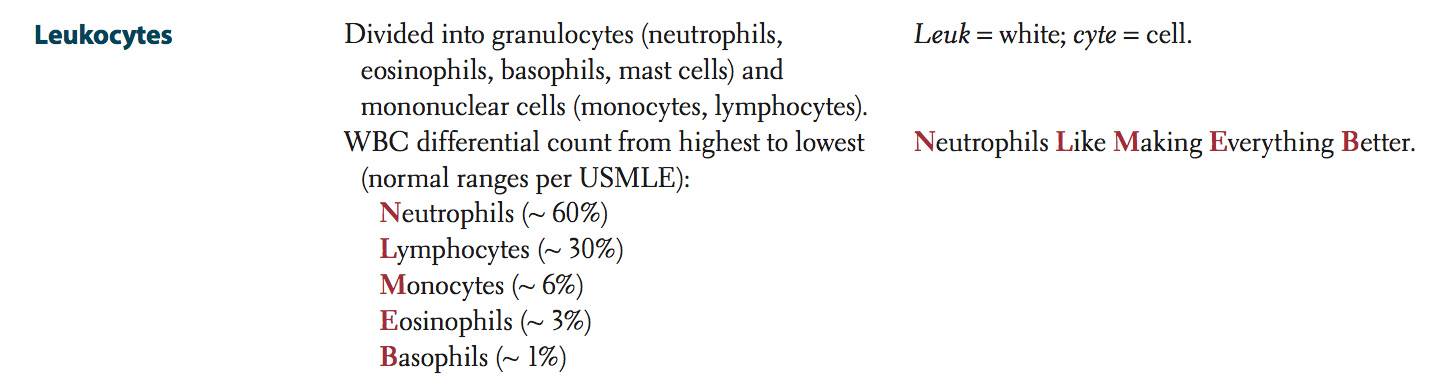 Leukocytes
Divided into granulocytes (neutrophils,
eosinophils, basophils, mast cells) and
mononuclear cells (monocytes, lymphocytes).
WBC differential count from highest to lowest
(normal ranges per USMLE):
Neutrophils (~ 60%)
Lymphocytes (~ 30%)
Monocytes (~ 6%)
Eosinophils (~ 3%)
Basophils (~ 1%)
Leuk = white; cyte = cell.
Neutrophils Like Making Everything Better.